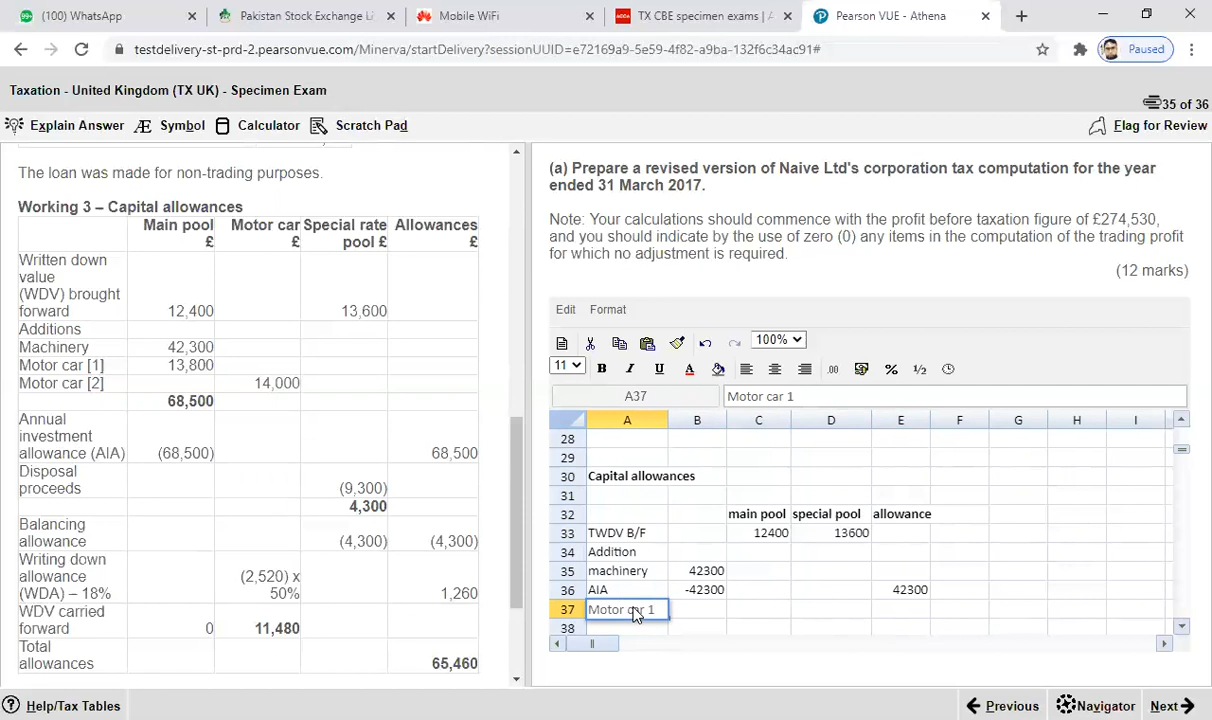 (100) WhatsApp
Pakistan Stock Exchange Li
Mobile WiFi
ACCA TX CBE specimen exams | A
Pearson VUE - Athena
testdelivery-st-prd-2.pearsonvue.com/Minerva/startDelivery?sessionUUID=e72169a9-5e59-4f82-a9ba-132f6c34ac91#
Paused
Taxation - United Kingdom (TX UK) - Specimen Exam
35 of 36
Explain Answer Symbol Calculator Scratch Pad
Flag for Review
The loan was made for non-trading purposes.
Working 3 – Capital allowances
Main pool £ Motor car £ Special rate pool £ Allowances £
Written down value (WDV) brought forward 12,400 13,600
Additions
Machinery 42,300
Motor car [1] 13,800
Motor car [2] 14,000
68,500
Annual investment allowance (AIA) (68,500) 68,500
Disposal proceeds (9,300)
4,300
Balancing allowance (4,300) (4,300)
Writing down allowance (WDA) – 18% (2,520) x 50% 1,260
WDV carried forward 0 11,480
Total allowances 65,460
(a) Prepare a revised version of Naive Ltd's corporation tax computation for the year
ended 31 March 2017.
Note: Your calculations should commence with the profit before taxation figure of £274,530,
and you should indicate by the use of zero (0) any items in the computation of the trading profit
for which no adjustment is required.
(12 marks)
Edit Format
100%
11 B I U A .00 % 1/2
A37 Motor car 1
A B C D E F G H I
28
29
30 Capital allowances
31
32 main pool special pool allowance
33 TWDV B/F 12400 13600
34 Addition
35 machinery 42300
36 AIA -42300 42300
37 Motor car 1
38
Help/Tax Tables
Previous Navigator Next